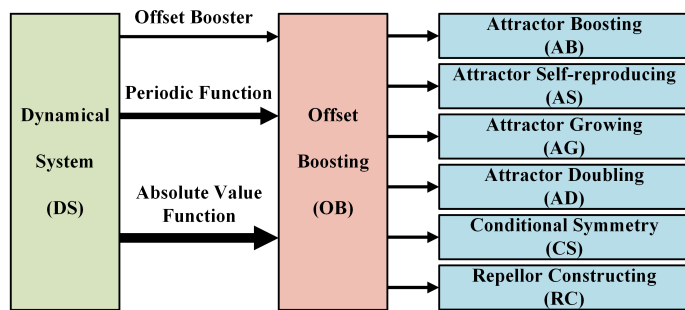 Dynamical
System
(DS)
Offset Booster
Periodic Function
Absolute Value
Function
Offset
Boosting
(OB)
Attractor Boosting
(AB)
Attractor Self-reproducing
(AS)
Attractor Growing
(AG)
Attractor Doubling
(AD)
Conditional Symmetry
(CS)
Repellor Constructing
(RC)